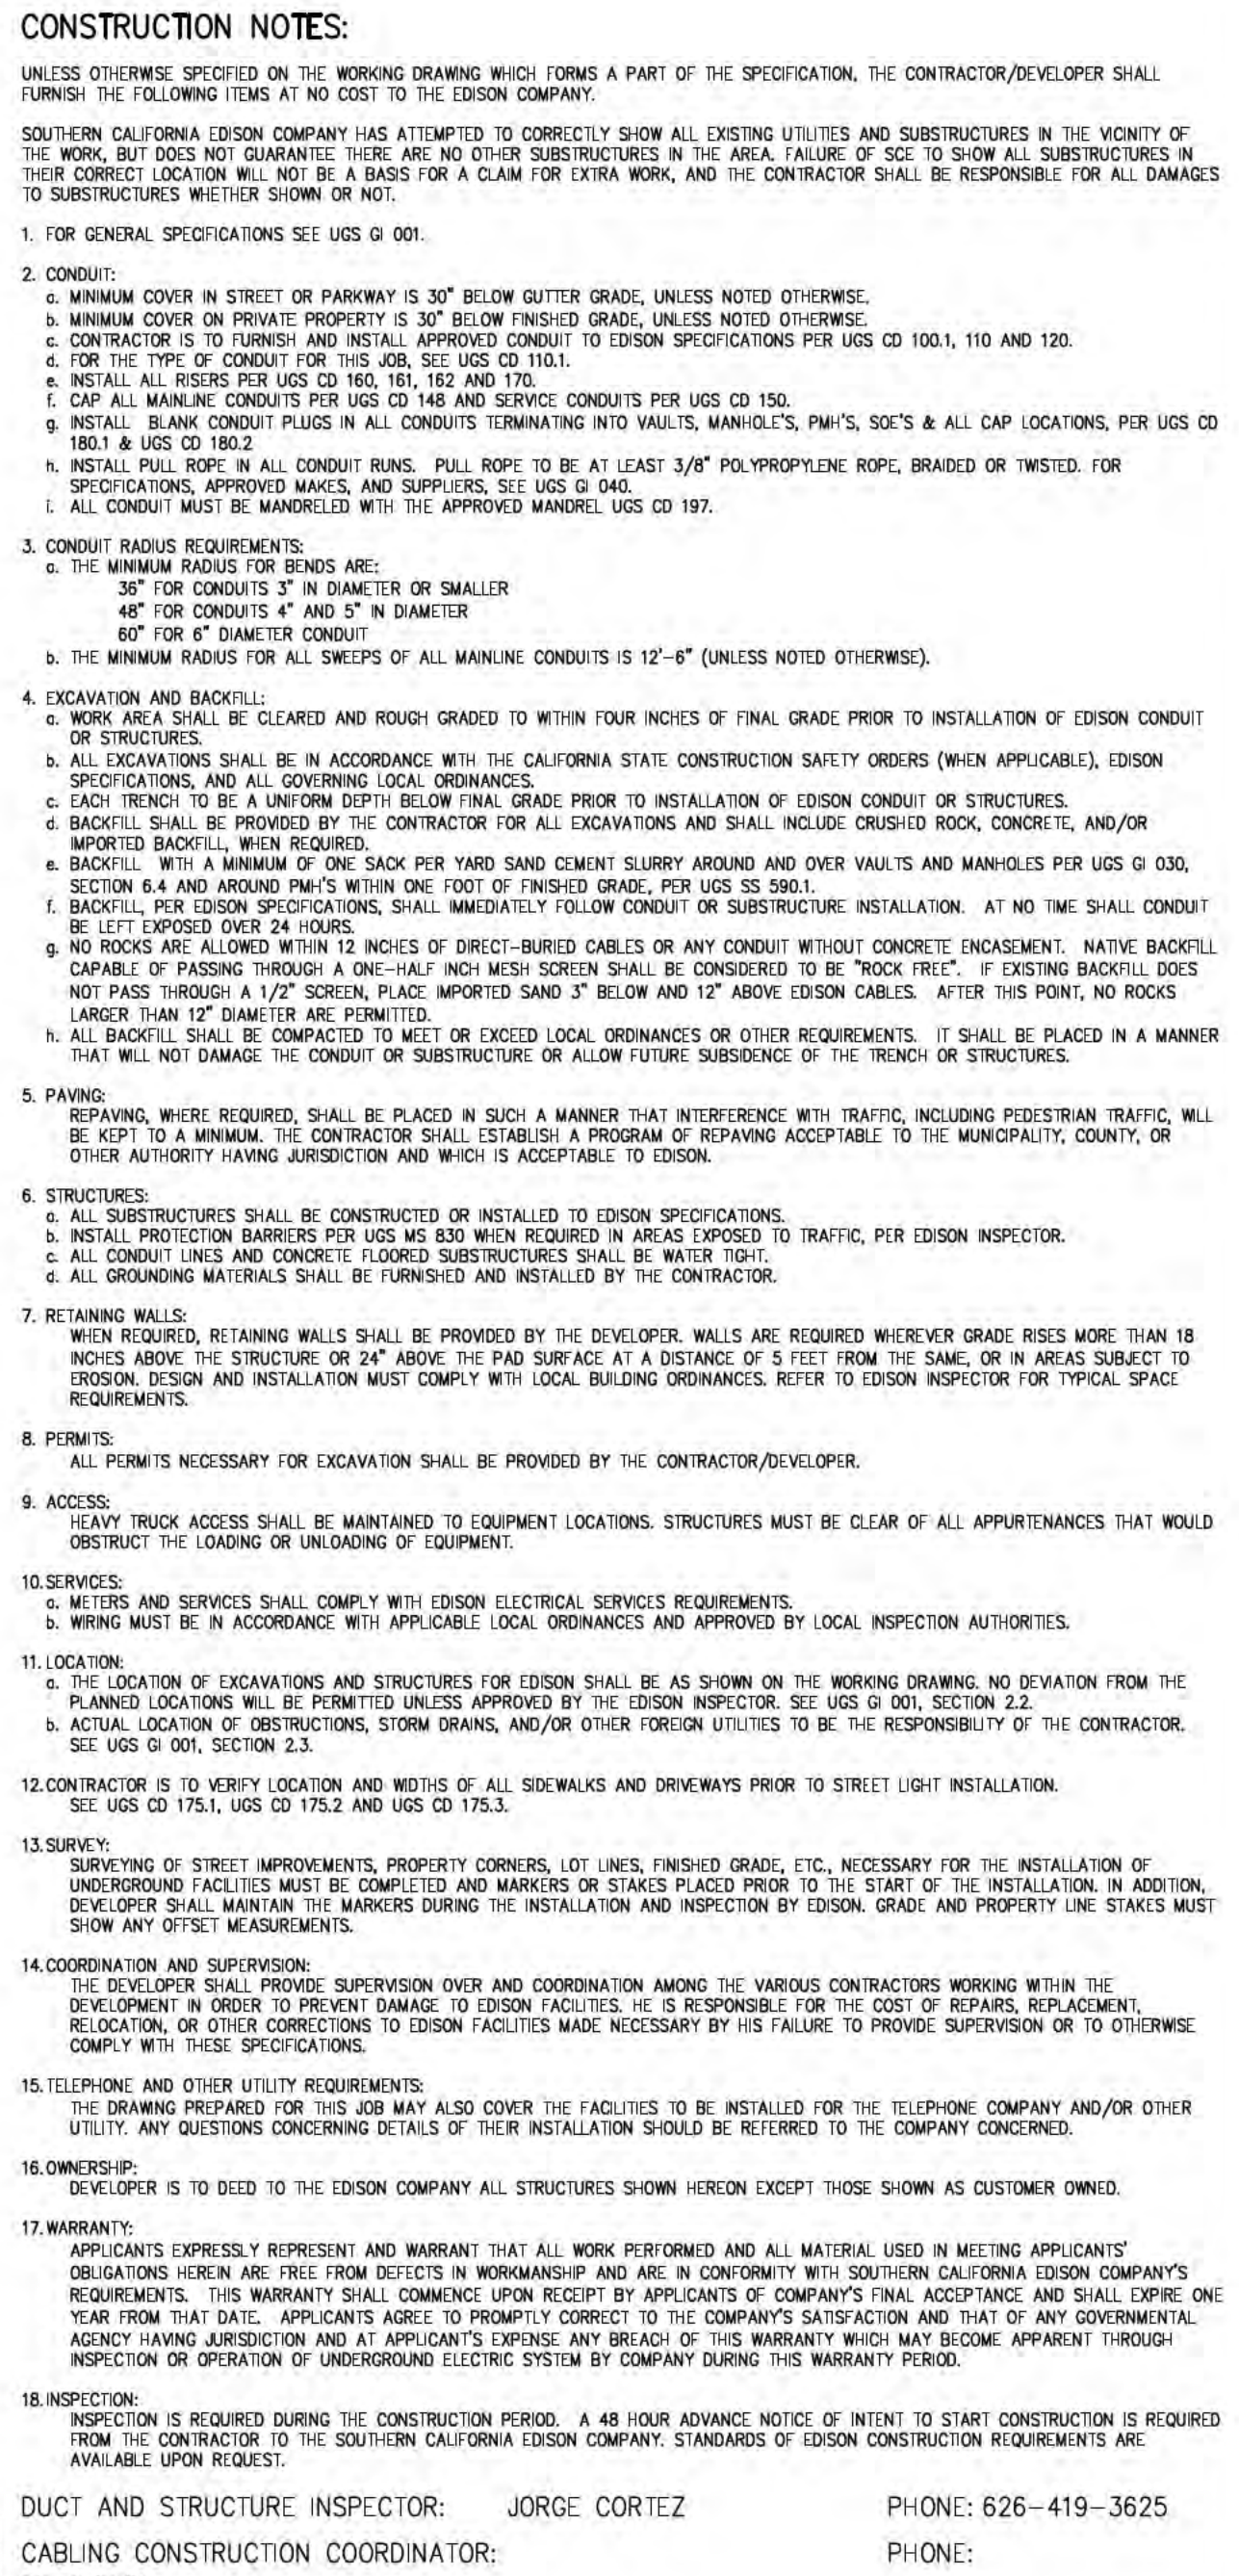 CONSTRUCTION NOTES:
UNLESS OTHERWISE SPECIFIED ON THE WORKING DRAWING WHICH FORMS A PART OF THE SPECIFICATION, THE CONTRACTOR/DEVELOPER SHALL
FURNISH THE FOLLOWING ITEMS AT NO COST TO THE EDISON COMPANY.
SOUTHERN CALIFORNIA EDISON COMPANY HAS ATTEMPTED TO CORRECTLY SHOW ALL EXISTING UTILITIES AND SUBSTRUCTURES IN THE VICINITY OF
THE WORK, BUT DOES NOT GUARANTEE THERE ARE NO OTHER SUBSTRUCTURES IN THE AREA. FAILURE OF SCE TO SHOW ALL SUBSTRUCTURES IN
THEIR CORRECT LOCATION WILL NOT BE A BASIS FOR A CLAIM FOR EXTRA WORK, AND THE CONTRACTOR SHALL BE RESPONSIBLE FOR ALL DAMAGES
TO SUBSTRUCTURES WHETHER SHOWN OR NOT.
1. FOR GENERAL SPECIFICATIONS SEE UGS GI 001.
2. CONDUIT:
a. MINIMUM COVER IN STREET OR PARKWAY IS 30" BELOW GUTTER GRADE, UNLESS NOTED OTHERWISE.
b. MINIMUM COVER ON PRIVATE PROPERTY IS 30" BELOW FINISHED GRADE, UNLESS NOTED OTHERWISE.
c. CONTRACTOR IS TO FURNISH AND INSTALL APPROVED CONDUIT TO EDISON SPECIFICATIONS PER UGS CD 100.1, 110 AND 120.
d. FOR THE TYPE OF CONDUIT FOR THIS JOB, SEE UGS CD 110.1.
e. INSTALL ALL RISERS PER UGS CD 160, 161, 162 AND 170.
f. CAP ALL MAINLINE CONDUITS PER UGS CD 148 AND SERVICE CONDUITS PER UGS CD 150.
g. INSTALL BLANK CONDUIT PLUGS IN ALL CONDUITS TERMINATING INTO VAULTS, MANHOLE'S, PMH'S, SOE'S & ALL CAP LOCATIONS, PER UGS CD
180.1 & UGS CD 180.2
h. INSTALL PULL ROPE IN ALL CONDUIT RUNS. PULL ROPE TO BE AT LEAST 3/8" POLYPROPYLENE ROPE, BRAIDED OR TWISTED. FOR
SPECIFICATIONS, APPROVED MAKES, AND SUPPLIERS, SEE UGS GI 040.
i. ALL CONDUIT MUST BE MANDRELED WITH THE APPROVED MANDREL UGS CD 197.
3. CONDUIT RADIUS REQUIREMENTS:
a. THE MINIMUM RADIUS FOR BENDS ARE:
36" FOR CONDUITS 3" IN DIAMETER OR SMALLER
48" FOR CONDUITS 4" AND 5" IN DIAMETER
60" FOR 6" DIAMETER CONDUIT
b. THE MINIMUM RADIUS FOR ALL SWEEPS OF ALL MAINLINE CONDUITS IS 12'-6" (UNLESS NOTED OTHERWISE).
4. EXCAVATION AND BACKFILL:
a. WORK AREA SHALL BE CLEARED AND ROUGH GRADED TO WITHIN FOUR INCHES OF FINAL GRADE PRIOR TO INSTALLATION OF EDISON CONDUIT
OR STRUCTURES.
b. ALL EXCAVATIONS SHALL BE IN ACCORDANCE WITH THE CALIFORNIA STATE CONSTRUCTION SAFETY ORDERS (WHEN APPLICABLE), EDISON
SPECIFICATIONS, AND ALL GOVERNING LOCAL ORDINANCES.
c. EACH TRENCH TO BE A UNIFORM DEPTH BELOW FINAL GRADE PRIOR TO INSTALLATION OF EDISON CONDUIT OR STRUCTURES.
d. BACKFILL SHALL BE PROVIDED BY THE CONTRACTOR FOR ALL EXCAVATIONS AND SHALL INCLUDE CRUSHED ROCK, CONCRETE, AND/OR
IMPORTED BACKFILL, WHEN REQUIRED.
e. BACKFILL WITH A MINIMUM OF ONE SACK PER YARD SAND CEMENT SLURRY AROUND AND OVER VAULTS AND MANHOLES PER UGS GI 030,
SECTION 6.4 AND AROUND PMH'S WITHIN ONE FOOT OF FINISHED GRADE, PER UGS SS 590.1.
f. BACKFILL, PER EDISON SPECIFICATIONS, SHALL IMMEDIATELY FOLLOW CONDUIT OR SUBSTRUCTURE INSTALLATION. AT NO TIME SHALL CONDUIT
BE LEFT EXPOSED OVER 24 HOURS.
g. NO ROCKS ARE ALLOWED WITHIN 12 INCHES OF DIRECT-BURIED CABLES OR ANY CONDUIT WITHOUT CONCRETE ENCASEMENT. NATIVE BACKFILL
CAPABLE OF PASSING THROUGH A ONE-HALF INCH MESH SCREEN SHALL BE CONSIDERED TO BE "ROCK FREE". IF EXISTING BACKFILL DOES
NOT PASS THROUGH A 1/2" SCREEN, PLACE IMPORTED SAND 3" BELOW AND 12" ABOVE EDISON CABLES. AFTER THIS POINT, NO ROCKS
LARGER THAN 12" DIAMETER ARE PERMITTED.
h. ALL BACKFILL SHALL BE COMPACTED TO MEET OR EXCEED LOCAL ORDINANCES OR OTHER REQUIREMENTS. IT SHALL BE PLACED IN A MANNER
THAT WILL NOT DAMAGE THE CONDUIT OR SUBSTRUCTURE OR ALLOW FUTURE SUBSIDENCE OF THE TRENCH OR STRUCTURES.
5. PAVING:
REPAVING, WHERE REQUIRED, SHALL BE PLACED IN SUCH A MANNER THAT INTERFERENCE WITH TRAFFIC, INCLUDING PEDESTRIAN TRAFFIC, WILL
BE KEPT TO A MINIMUM. THE CONTRACTOR SHALL ESTABLISH A PROGRAM OF REPAVING ACCEPTABLE TO THE MUNICIPALITY, COUNTY, OR
OTHER AUTHORITY HAVING JURISDICTION AND WHICH IS ACCEPTABLE TO EDISON.
6. STRUCTURES:
a. ALL SUBSTRUCTURES SHALL BE CONSTRUCTED OR INSTALLED TO EDISON SPECIFICATIONS.
b. INSTALL PROTECTION BARRIERS PER UGS MS 830 WHEN REQUIRED IN AREAS EXPOSED TO TRAFFIC, PER EDISON INSPECTOR.
c. ALL CONDUIT LINES AND CONCRETE FLOORED SUBSTRUCTURES SHALL BE WATER TIGHT.
d. ALL GROUNDING MATERIALS SHALL BE FURNISHED AND INSTALLED BY THE CONTRACTOR.
7. RETAINING WALLS:
WHEN REQUIRED, RETAINING WALLS SHALL BE PROVIDED BY THE DEVELOPER. WALLS ARE REQUIRED WHEREVER GRADE RISES MORE THAN 18
INCHES ABOVE THE STRUCTURE OR 24" ABOVE THE PAD SURFACE AT A DISTANCE OF 5 FEET FROM THE SAME, OR IN AREAS SUBJECT TO
EROSION. DESIGN AND INSTALLATION MUST COMPLY WITH LOCAL BUILDING ORDINANCES. REFER TO EDISON INSPECTOR FOR TYPICAL SPACE
REQUIREMENTS.
8. PERMITS:
ALL PERMITS NECESSARY FOR EXCAVATION SHALL BE PROVIDED BY THE CONTRACTOR/DEVELOPER.
9. ACCESS:
HEAVY TRUCK ACCESS SHALL BE MAINTAINED TO EQUIPMENT LOCATIONS. STRUCTURES MUST BE CLEAR OF ALL APPURTENANCES THAT WOULD
OBSTRUCT THE LOADING OR UNLOADING OF EQUIPMENT.
10. SERVICES:
a. METERS AND SERVICES SHALL COMPLY WITH EDISON ELECTRICAL SERVICES REQUIREMENTS.
b. WIRING MUST BE IN ACCORDANCE WITH APPLICABLE LOCAL ORDINANCES AND APPROVED BY LOCAL INSPECTION AUTHORITIES.
11. LOCATION:
a. THE LOCATION OF EXCAVATIONS AND STRUCTURES FOR EDISON SHALL BE AS SHOWN ON THE WORKING DRAWING. NO DEVIATION FROM THE
PLANNED LOCATIONS WILL BE PERMITTED UNLESS APPROVED BY THE EDISON INSPECTOR. SEE UGS GI 001, SECTION 2.2.
b. ACTUAL LOCATION OF OBSTRUCTIONS, STORM DRAINS, AND/OR OTHER FOREIGN UTILITIES TO BE THE RESPONSIBILITY OF THE CONTRACTOR.
SEE UGS GI 001, SECTION 2.3.
12. CONTRACTOR IS TO VERIFY LOCATION AND WIDTHS OF ALL SIDEWALKS AND DRIVEWAYS PRIOR TO STREET LIGHT INSTALLATION.
SEE UGS CD 175.1, UGS CD 175.2 AND UGS CD 175.3.
13. SURVEY:
SURVEYING OF STREET IMPROVEMENTS, PROPERTY CORNERS, LOT LINES, FINISHED GRADE, ETC., NECESSARY FOR THE INSTALLATION OF
UNDERGROUND FACILITIES MUST BE COMPLETED AND MARKERS OR STAKES PLACED PRIOR TO THE START OF THE INSTALLATION. IN ADDITION,
DEVELOPER SHALL MAINTAIN THE MARKERS DURING THE INSTALLATION AND INSPECTION BY EDISON. GRADE AND PROPERTY LINE STAKES MUST
SHOW ANY OFFSET MEASUREMENTS.
14. COORDINATION AND SUPERVISION:
THE DEVELOPER SHALL PROVIDE SUPERVISION OVER AND COORDINATION AMONG THE VARIOUS CONTRACTORS WORKING WITHIN THE
DEVELOPMENT IN ORDER TO PREVENT DAMAGE TO EDISON FACILITIES. HE IS RESPONSIBLE FOR THE COST OF REPAIRS, REPLACEMENT,
RELOCATION, OR OTHER CORRECTIONS TO EDISON FACILITIES MADE NECESSARY BY HIS FAILURE TO PROVIDE SUPERVISION OR TO OTHERWISE
COMPLY WITH THESE SPECIFICATIONS.
15. TELEPHONE AND OTHER UTILITY REQUIREMENTS:
THE DRAWING PREPARED FOR THIS JOB MAY ALSO COVER THE FACILITIES TO BE INSTALLED FOR THE TELEPHONE COMPANY AND/OR OTHER
UTILITY. ANY QUESTIONS CONCERNING DETAILS OF THEIR INSTALLATION SHOULD BE REFERRED TO THE COMPANY CONCERNED.
16. OWNERSHIP:
DEVELOPER IS TO DEED TO THE EDISON COMPANY ALL STRUCTURES SHOWN HEREON EXCEPT THOSE SHOWN AS CUSTOMER OWNED.
17. WARRANTY:
APPLICANTS EXPRESSLY REPRESENT AND WARRANT THAT ALL WORK PERFORMED AND ALL MATERIAL USED IN MEETING APPLICANTS'
OBLIGATIONS HEREIN ARE FREE FROM DEFECTS IN WORKMANSHIP AND ARE IN CONFORMITY WITH SOUTHERN CALIFORNIA EDISON COMPANY'S
REQUIREMENTS. THIS WARRANTY SHALL COMMENCE UPON RECEIPT BY APPLICANTS OF COMPANY'S FINAL ACCEPTANCE AND SHALL EXPIRE ONE
YEAR FROM THAT DATE. APPLICANTS AGREE TO PROMPTLY CORRECT TO THE COMPANY'S SATISFACTION AND THAT OF ANY GOVERNMENTAL
AGENCY HAVING JURISDICTION AND AT APPLICANT'S EXPENSE ANY BREACH OF THIS WARRANTY WHICH MAY BECOME APPARENT THROUGH
INSPECTION OR OPERATION OF UNDERGROUND ELECTRIC SYSTEM BY COMPANY DURING THIS WARRANTY PERIOD.
18. INSPECTION:
INSPECTION IS REQUIRED DURING THE CONSTRUCTION PERIOD. A 48 HOUR ADVANCE NOTICE OF INTENT TO START CONSTRUCTION IS REQUIRED
FROM THE CONTRACTOR TO THE SOUTHERN CALIFORNIA EDISON COMPANY. STANDARDS OF EDISON CONSTRUCTION REQUIREMENTS ARE
AVAILABLE UPON REQUEST.
DUCT AND STRUCTURE INSPECTOR: JORGE CORTEZ PHONE: 626-419-3625
CABLING CONSTRUCTION COORDINATOR: PHONE: